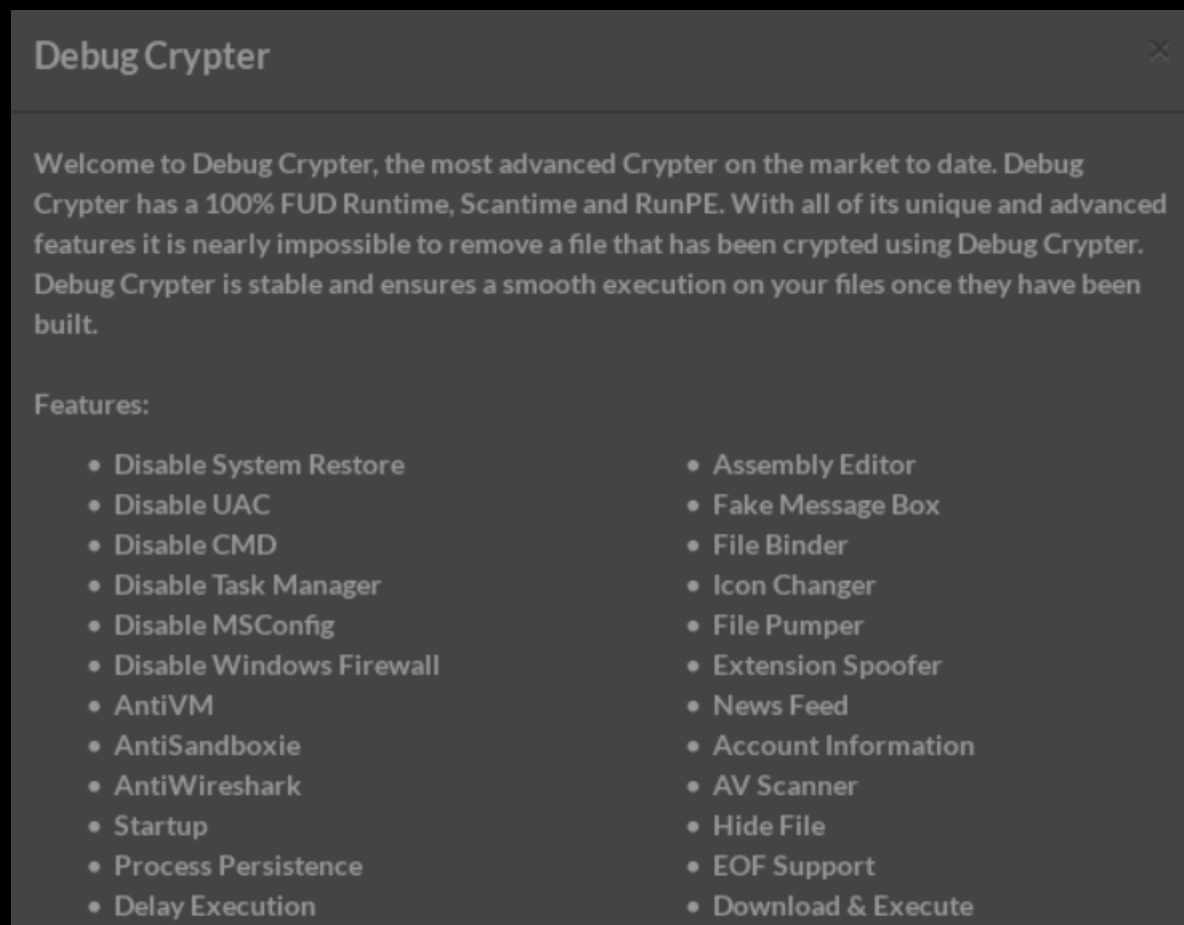 Debug Crypter
×
Welcome to Debug Crypter, the most advanced Crypter on the market to date. Debug
Crypter has a 100% FUD Runtime, Scantime and RunPE. With all of its unique and advanced
features it is nearly impossible to remove a file that has been crypted using Debug Crypter.
Debug Crypter is stable and ensures a smooth execution on your files once they have been
built.
Features:
• Disable System Restore
• Disable UAC
• Disable CMD
• Disable Task Manager
• Disable MSConfig
• Disable Windows Firewall
• AntiVM
• AntiSandboxie
• AntiWireshark
• Startup
• Process Persistence
• Delay Execution
• Assembly Editor
• Fake Message Box
• File Binder
• Icon Changer
• File Pumper
• Extension Spoofer
• News Feed
• Account Information
• AV Scanner
• Hide File
• EOF Support
• Download & Execute